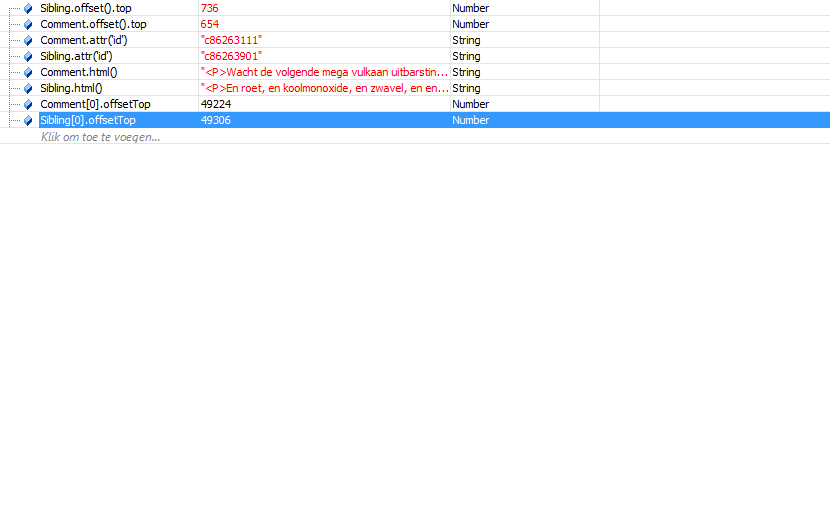 Sibling.offset().top 736 Number
Comment.offset().top 654 Number
Comment.attr('id') "c86263111" String
Sibling.attr('id') "c86263901" String
Comment.html() "<P>Wacht de volgende mega vulkaan uitbarstin... String
Sibling.html() "<P>En roet, en koolmonoxide, en zwavel, en en... String
Comment[0].offsetTop 49224 Number
Sibling[0].offsetTop 49306 Number
Klik om toe te voegen...